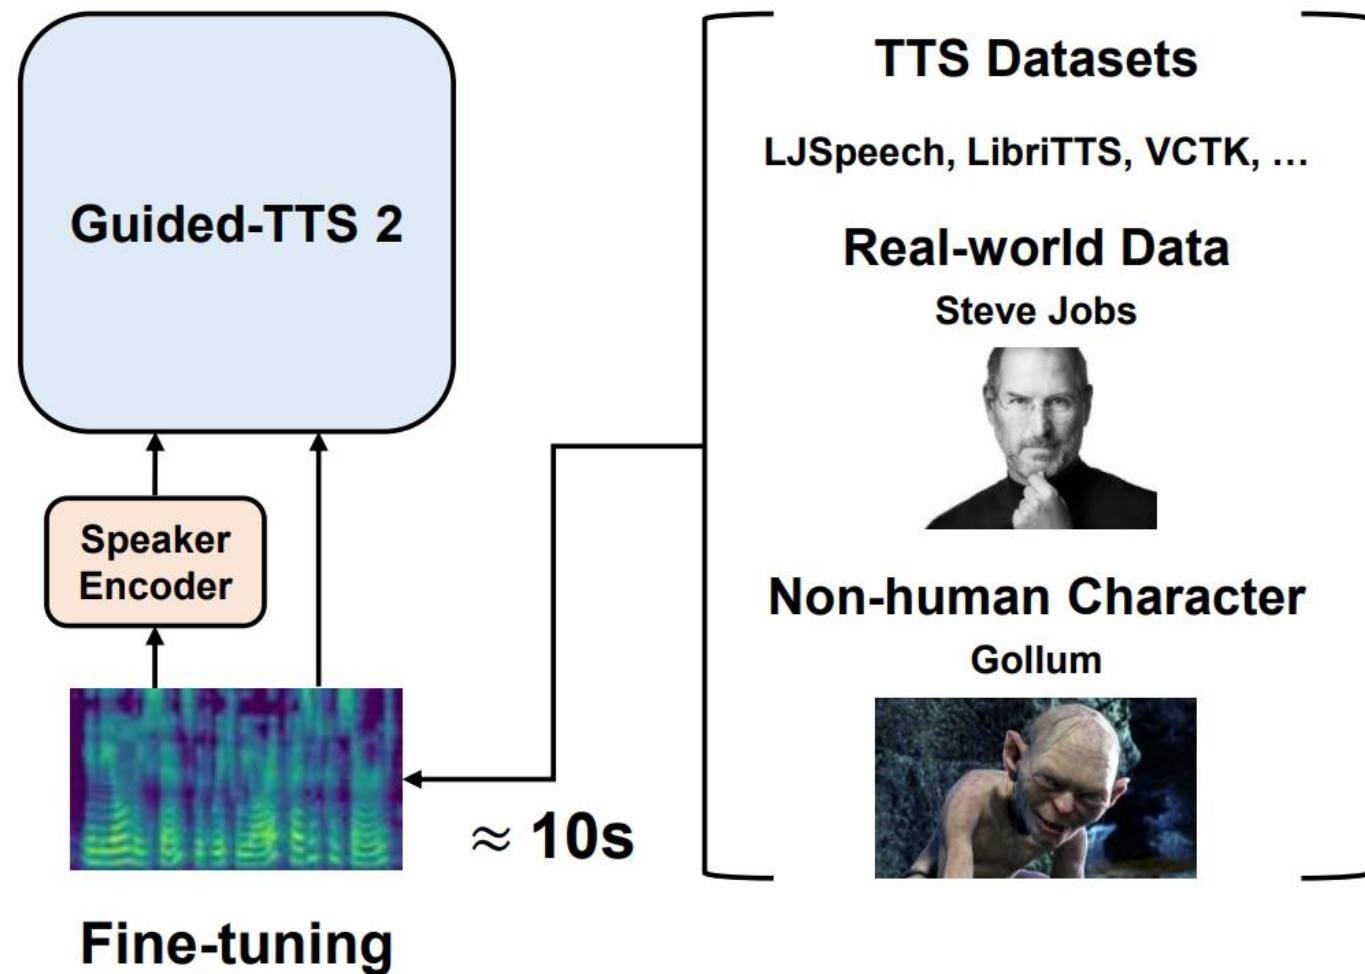 Guided-TTS 2
Speaker
Encoder
≈ 10s
Fine-tuning
TTS Datasets
LJSpeech, LibriTTS, VCTK, …
Real-world Data
Steve Jobs
Non-human Character
Gollum